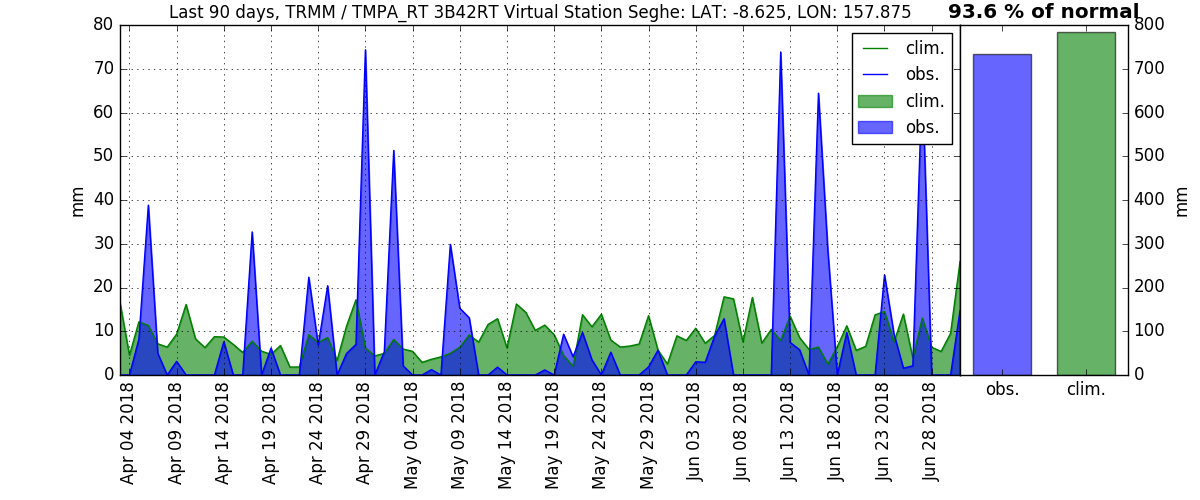 Last 90 days, TRMM / TMPA_RT 3B42RT Virtual Station Seghe: LAT: -8.625, LON: 157.875
93.6 % of normal
80
70
60
50
40
30
20
10
0
mm
clim.
obs.
clim.
obs.
800
700
600
500
400
300
200
100
0
mm
obs.
clim.
Apr 04 2018
Apr 09 2018
Apr 14 2018
Apr 19 2018
Apr 24 2018
Apr 29 2018
May 04 2018
May 09 2018
May 14 2018
May 19 2018
May 24 2018
May 29 2018
Jun 03 2018
Jun 08 2018
Jun 13 2018
Jun 18 2018
Jun 23 2018
Jun 28 2018